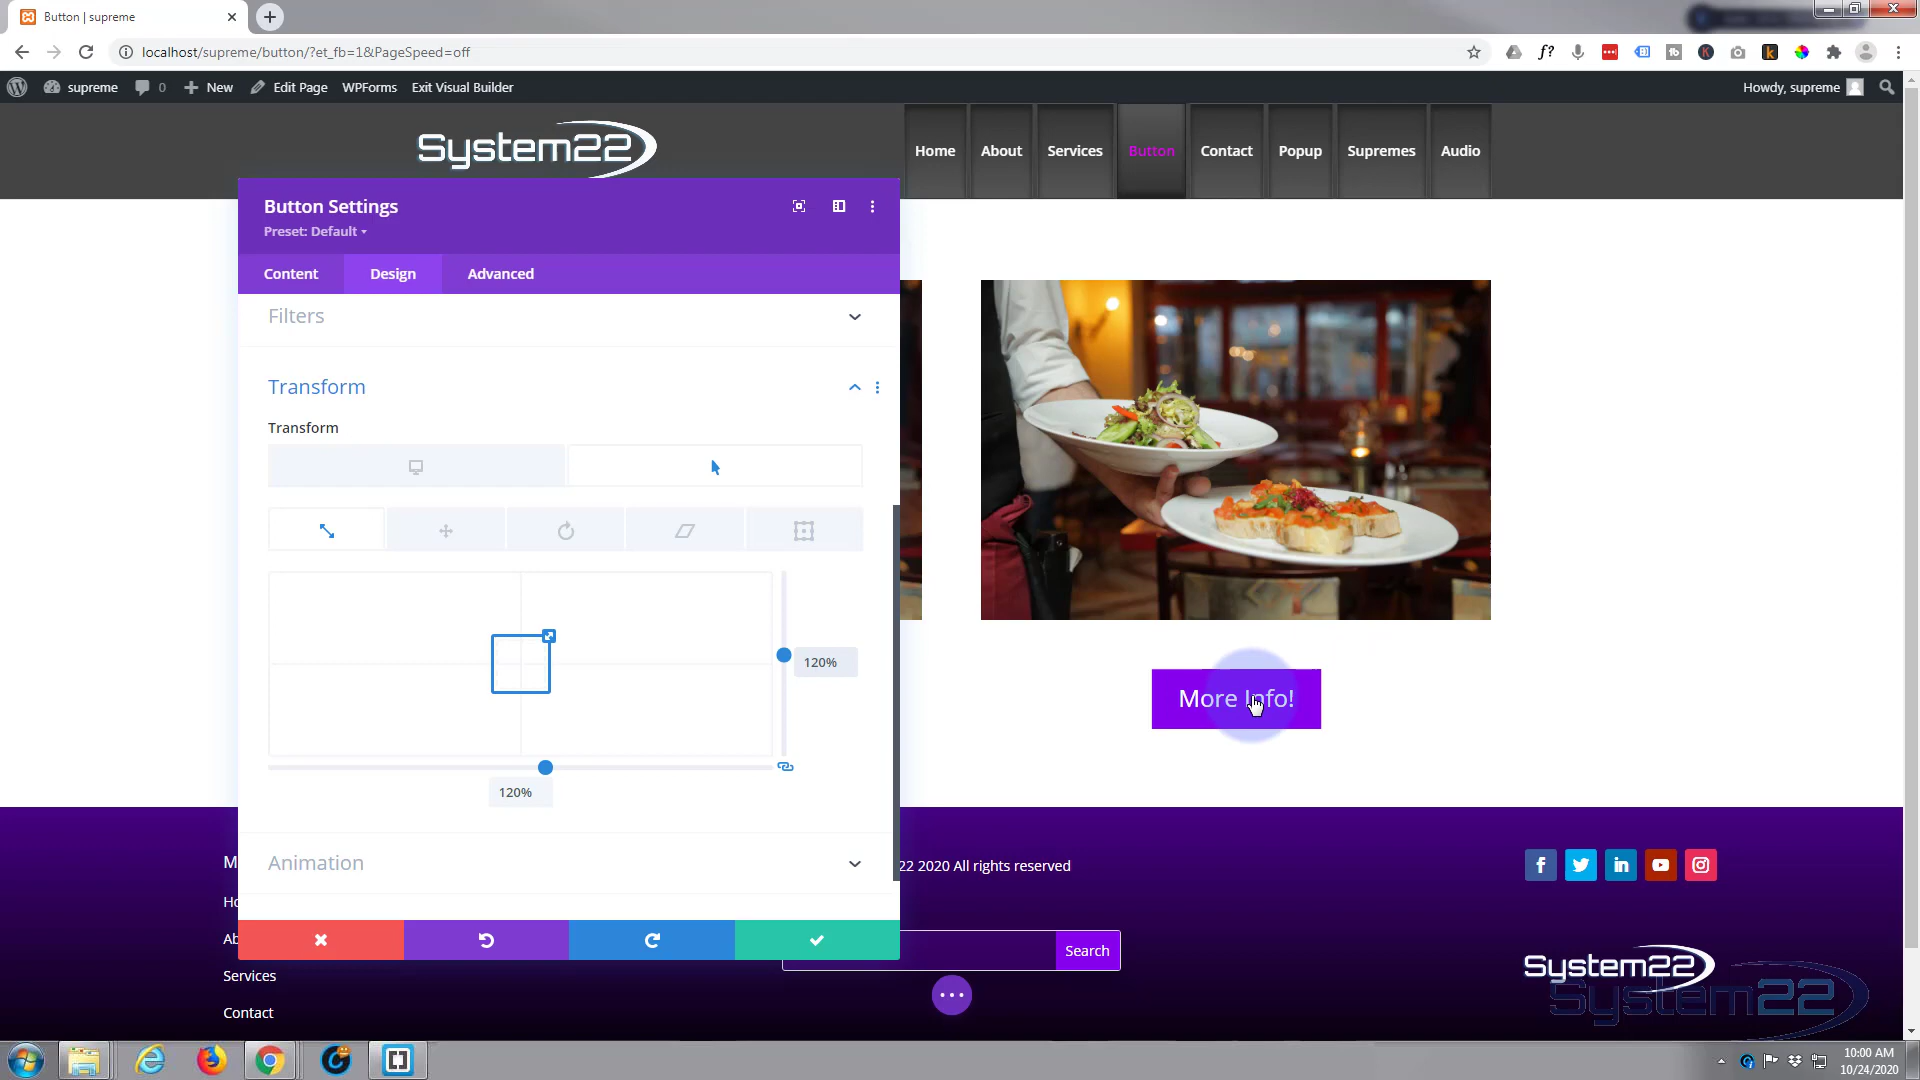 Button | supreme
localhost/supreme/button/?et_fb=1&PageSpeed=off
supreme 0 New Edit Page WPForms Exit Visual Builder Howdy, supreme
System22
Home About Services Button Contact Popup Supremes Audio
Button Settings
Preset: Default
Content Design Advanced
Filters
Transform
Transform
120%
120%
Animation
More Info!
22 2020 All rights reserved
M
Ho
Ab
Services
Contact
Search
System22
System22
10:00 AM
10/24/2020